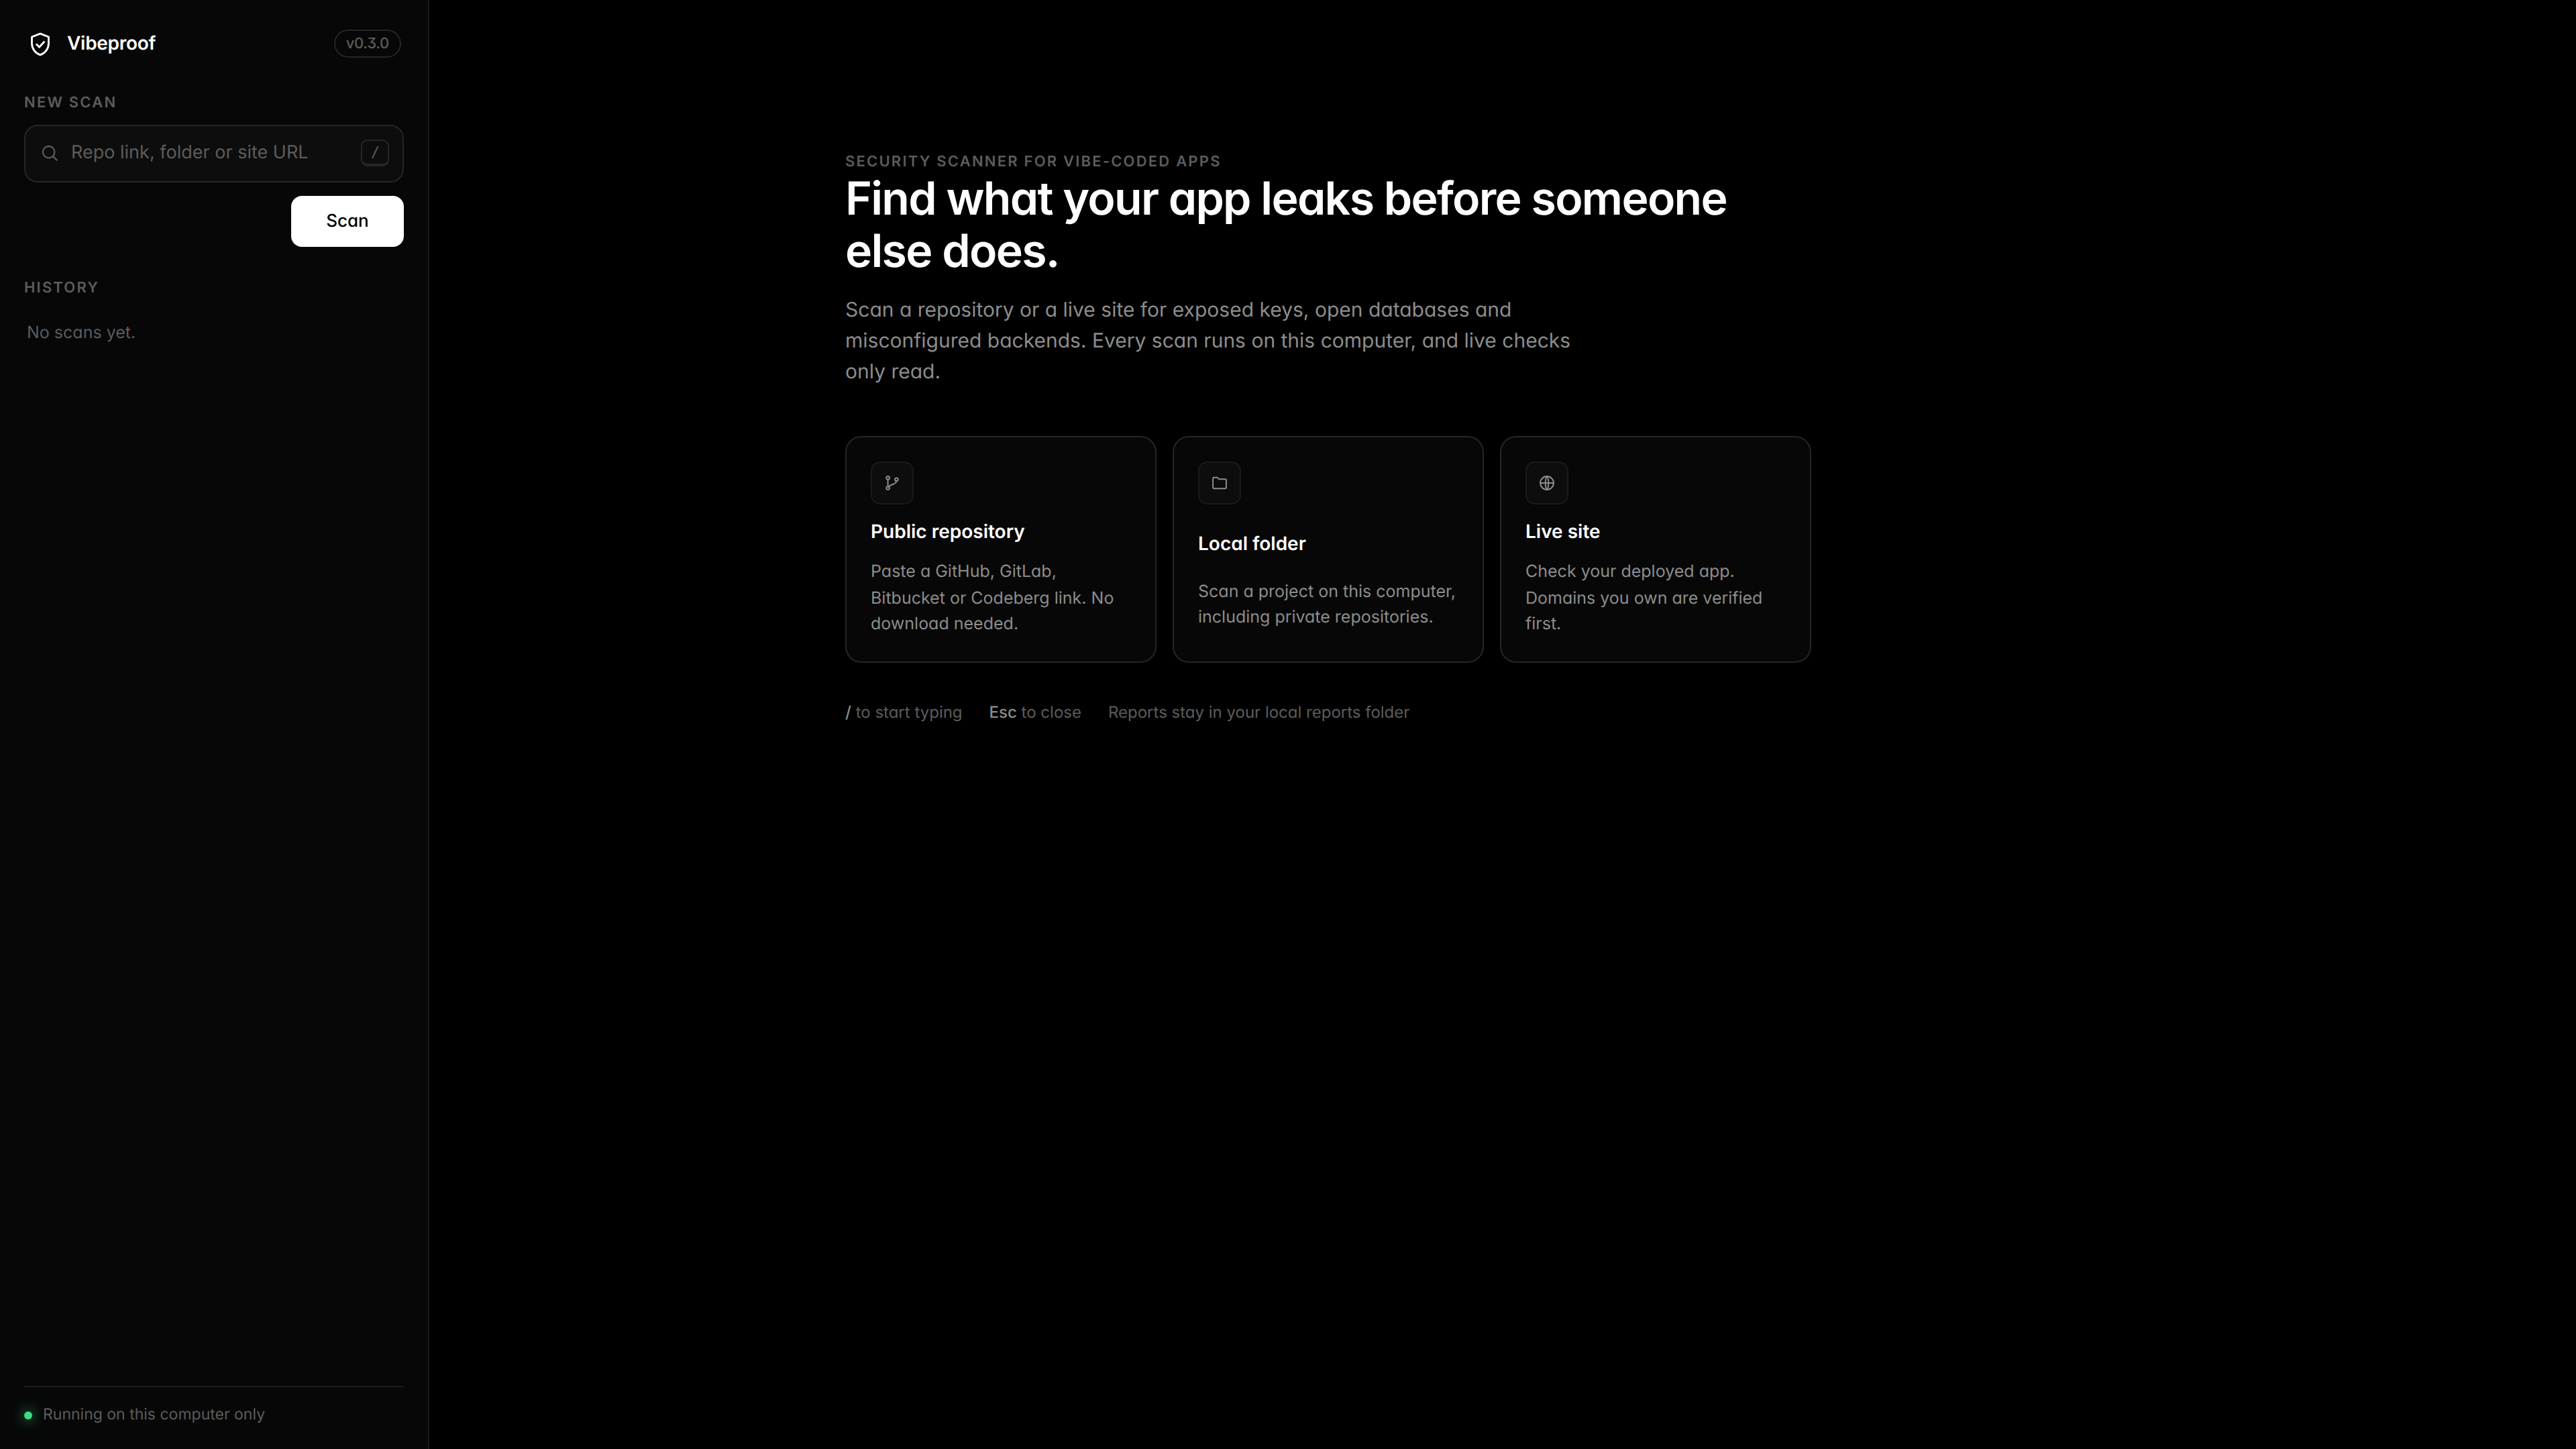 Vibeproof
v0.3.0
NEW SCAN
Repo link, folder or site URL
/
Scan
HISTORY
No scans yet.
Running on this computer only
SECURITY SCANNER FOR VIBE-CODED APPS
Find what your app leaks before someone
else does.
Scan a repository or a live site for exposed keys, open databases and
misconfigured backends. Every scan runs on this computer, and live checks
only read.
Public repository
Paste a GitHub, GitLab,
Bitbucket or Codeberg link. No
download needed.
Local folder
Scan a project on this computer,
including private repositories.
Live site
Check your deployed app.
Domains you own are verified
first.
/ to start typing
Esc to close
Reports stay in your local reports folder